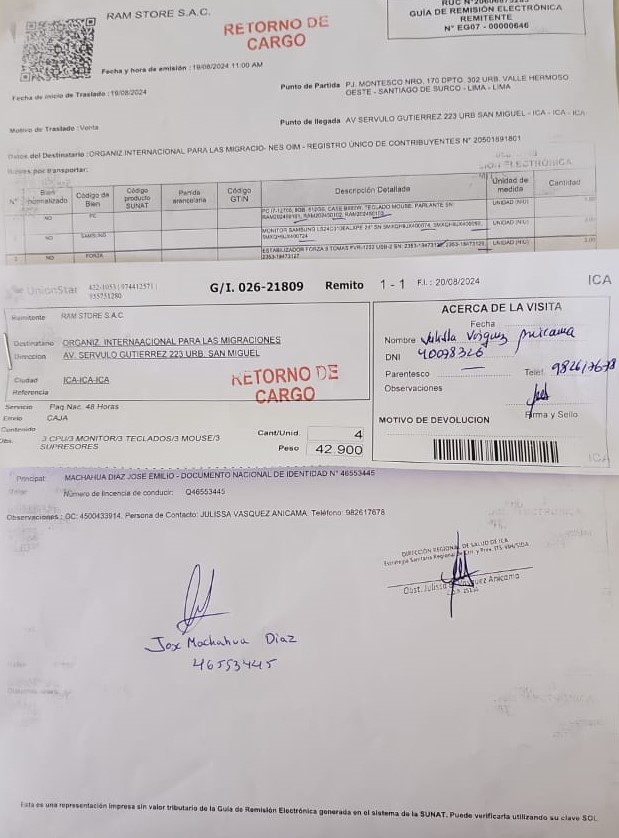 RAM STORE S.A.C.
RETORNO DE
CARGO
GUÍA DE REMISIÓN ELECTRÓNICA
REMITENTE
N° EG07 - 00000646
Fecha y hora de emisión : 19/08/2024 11:00 AM
Fecha de inicio de Traslado : 19/08/2024
Punto de Partida : P.J. MONTESCO NRO. 170 DPTO. 302 URB. VALLE HERMOSO
OESTE - SANTIAGO DE SURCO - LIMA - LIMA
Motivo de Traslado : Venta
Punto de llegada : AV SERVULO GUTIERREZ 223 URB SAN MIGUEL - ICA - ICA - ICA
Datos del Destinatario : ORGANIZ.INTERNACIONAL PARA LAS MIGRACIO- NES OIM - REGISTRO ÚNICO DE CONTRIBUYENTES N° 20501891801
Bienes por transportar:
N° Bien normalizado Código de Bien Código producto SUNAT Partida arancelaria Código GTIN Descripción Detallada Unidad de medida Cantidad
NO PC UNIDAD (NIU)
NO SAMSUNG UNIDAD (NIU)
NO FORZA UNIDAD (NIU)
UnionStar
G/I. 026-21809 Remito 1 - 1 F.I.: 20/08/2024 ICA
Remitente RAM STORE S.A.C.
Destinatario ORGANIZ. INTERNAACIONAL PARA LAS MIGRACIONES
Dirección AV. SERVULO GUTIERREZ 223 URB. SAN MIGUEL
Ciudad ICA-ICA-ICA
Referencia
RETORNO DE
CARGO
Servicio Paq Nac. 48 Horas
Envio CAJA
Contenido
Obs. 3 CPU/3 MONITOR/3 TECLADOS/3 MOUSE/3
SUPRESORES
Cant/Unid. 4
Peso 42.900
ACERCA DE LA VISITA
Fecha
Nombre Julissa Vásquez Anicama
DNI 40098326
Parentesco
Telef. 982617678
Observaciones
Firma y Sello
MOTIVO DE DEVOLUCION
ICA
Principal: MACHAHUA DIAZ JOSE EMILIO - DOCUMENTO NACIONAL DE IDENTIDAD N° 46553445
Número de lincencia de conducir: Q46553445
Observaciones : OC: 4500433914. Persona de Contacto: JULISSA VASQUEZ ANICAMA. Teléfono: 982617678
DIRECCIÓN REGIONAL DE SALUD DE ICA
Obst. Julissa Vásquez Anicama
Jose Machahua Diaz
46553445
Esta es una representación impresa sin valor tributario de la Guía de Remisión Electrónica generada en el sistema de la SUNAT. Puede verificarla utilizando su clave SOL.